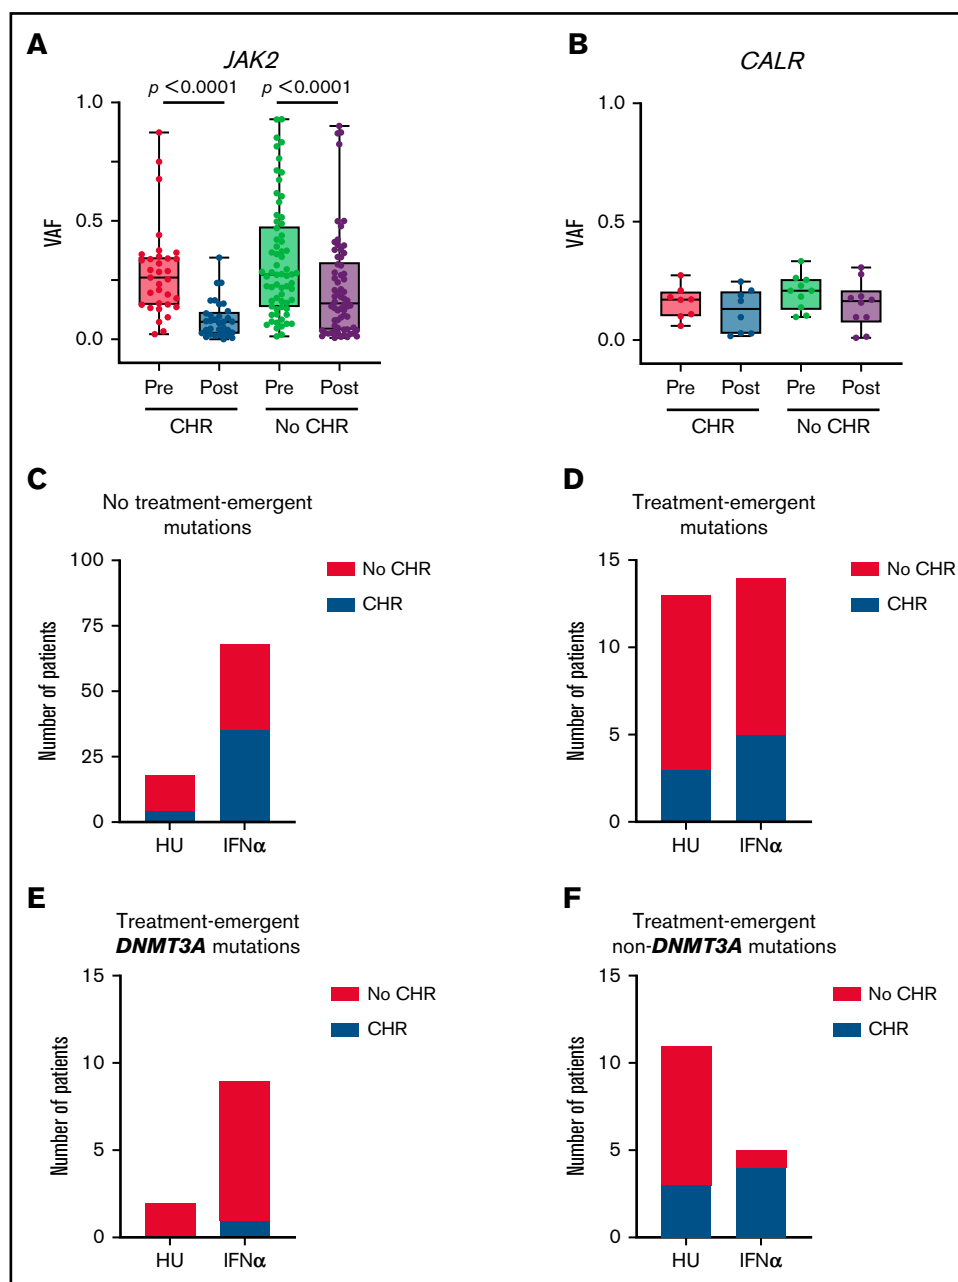 A
JAK2
p <0.0001 p <0.0001
1.0
0.5
0.0
VAF
Pre Post Pre Post
CHR No CHR
B
CALR
1.0
0.5
0.0
VAF
Pre Post Pre Post
CHR No CHR
C
No treatment-emergent
mutations
100
75
50
25
0
Number of patients
HU IFNα
No CHR
CHR
D
Treatment-emergent
mutations
15
10
5
0
Number of patients
HU IFNα
No CHR
CHR
E
Treatment-emergent
DNMT3A mutations
15
10
5
0
Number of patients
HU IFNα
No CHR
CHR
F
Treatment-emergent
non-DNMT3A mutations
15
10
5
0
Number of patients
HU IFNα
No CHR
CHR